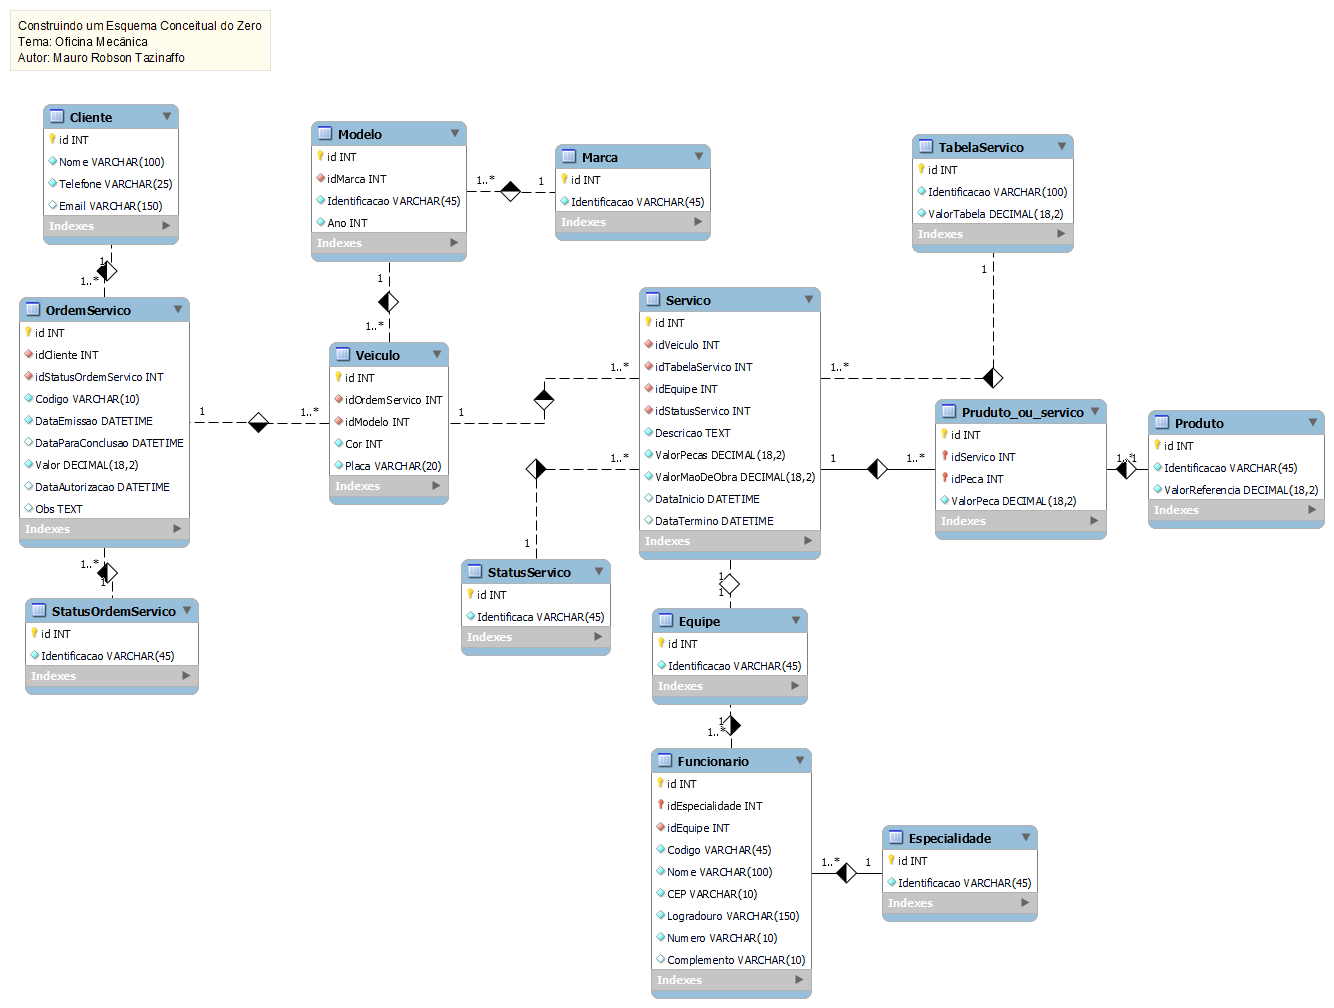 Construindo um Esquema Conceitual do Zero
Tema: Oficina Mecânica
Autor: Mauro Robson Tazinaffo
Cliente
id INT
Nome VARCHAR(100)
Telefone VARCHAR(25)
Email VARCHAR(150)
Indexes
1
1..*
OrdemServico
id INT
idCliente INT
idStatusOrdemServico INT
Codigo VARCHAR(10)
DataEmissao DATETIME
DataParaConclusao DATETIME
Valor DECIMAL(18,2)
DataAutorizacao DATETIME
Obs TEXT
Indexes
1..*
1
StatusOrdemServico
id INT
Identificacao VARCHAR(45)
Indexes
1
1..*
Modelo
id INT
idMarca INT
Identificacao VARCHAR(45)
Ano INT
Indexes
1..*
1
Marca
id INT
Identificacao VARCHAR(45)
Indexes
1
1..*
Veiculo
id INT
idOrdemServico INT
idModelo INT
Cor INT
Placa VARCHAR(20)
Indexes
1
1..*
Servico
id INT
idVeiculo INT
idTabelaServico INT
idEquipe INT
idStatusServico INT
Descricao TEXT
ValorPecas DECIMAL(18,2)
ValorMaoDeObra DECIMAL(18,2)
DataInicio DATETIME
DataTermino DATETIME
Indexes
1..*
1
StatusServico
id INT
Identificaca VARCHAR(45)
Indexes
TabelaServico
id INT
Identificacao VARCHAR(100)
ValorTabela DECIMAL(18,2)
Indexes
1
1..*
1
1..*
Pruduto_ou_servico
id INT
idServico INT
idPeca INT
ValorPeca DECIMAL(18,2)
Indexes
1..*
1
Produto
id INT
Identificacao VARCHAR(45)
ValorReferencia DECIMAL(18,2)
Indexes
1
1
Equipe
id INT
Identificacao VARCHAR(45)
Indexes
1
1..*
Funcionario
id INT
idEspecialidade INT
idEquipe INT
Codigo VARCHAR(45)
Nome VARCHAR(100)
CEP VARCHAR(10)
Logradouro VARCHAR(150)
Numero VARCHAR(10)
Complemento VARCHAR(10)
Indexes
1..*
1
Especialidade
id INT
Identificacao VARCHAR(45)
Indexes